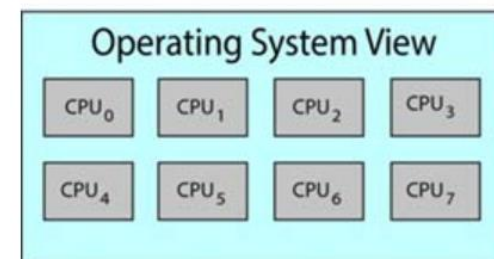 Operating System View
CPU₀ CPU₁ CPU₂ CPU₃
CPU₄ CPU₅ CPU₆ CPU₇